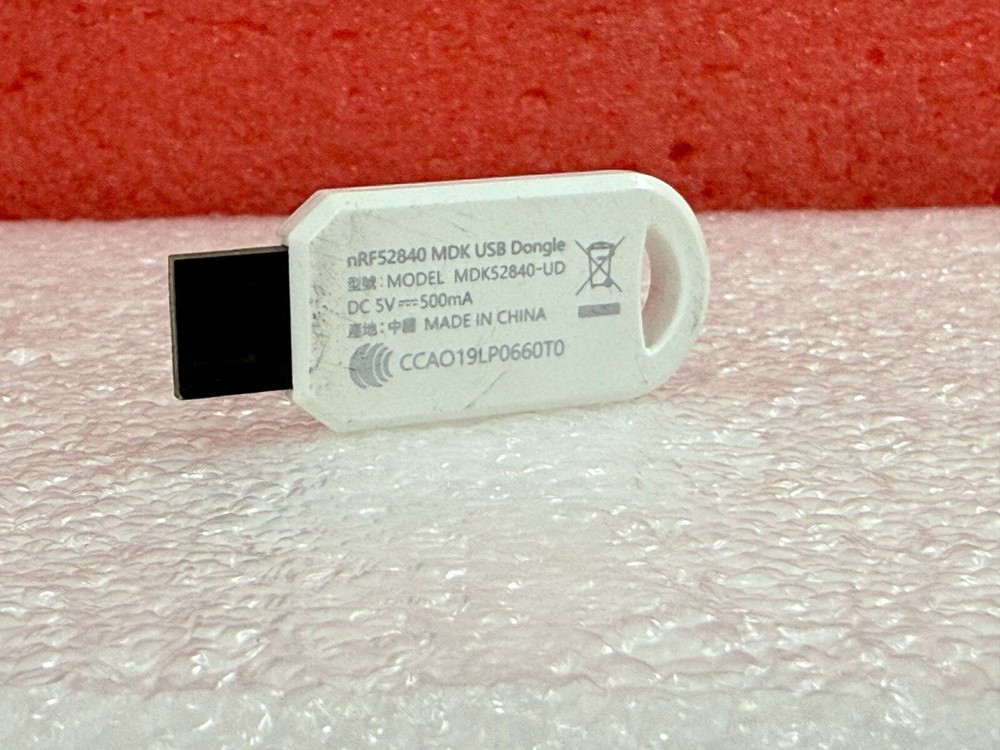 nRF52840 MDK USB Dongle
型號：MODEL MDK52840-UD
DC 5V⎓500mA
產地：中國 MADE IN CHINA
CCAO19LP0660T0